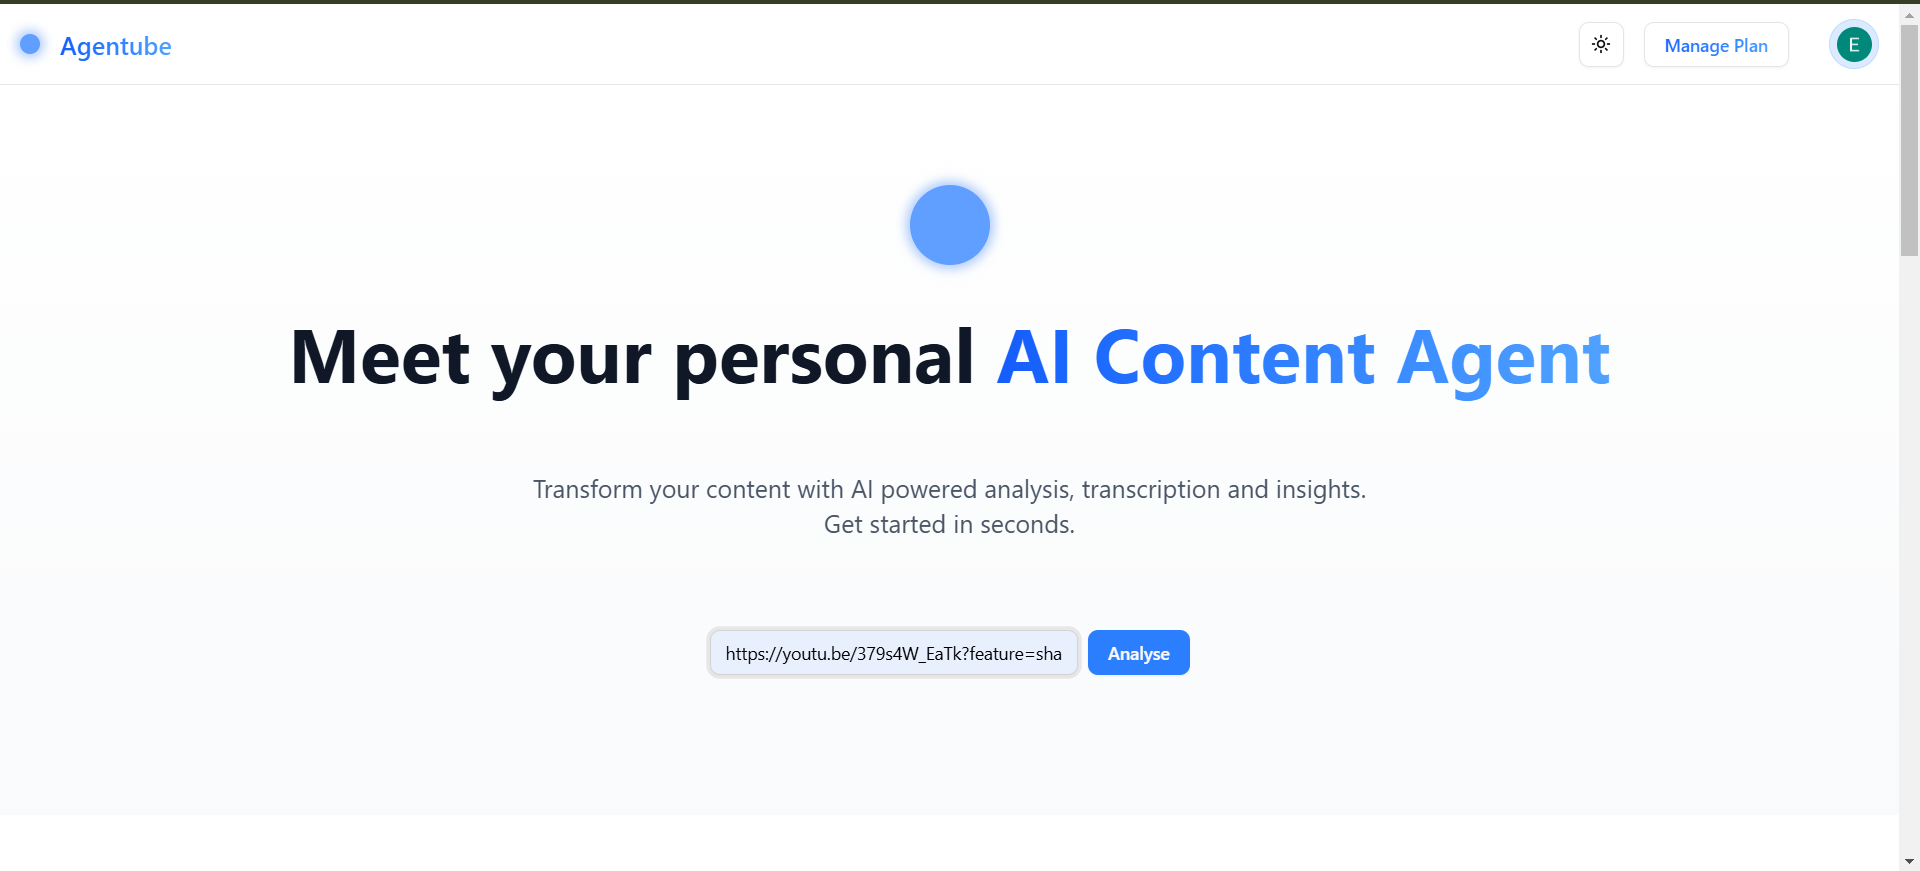 Agentube
Manage Plan
E
Meet your personal AI Content Agent
Transform your content with AI powered analysis, transcription and insights.
Get started in seconds.
https://youtu.be/379s4W_EaTk?feature=sha
Analyse